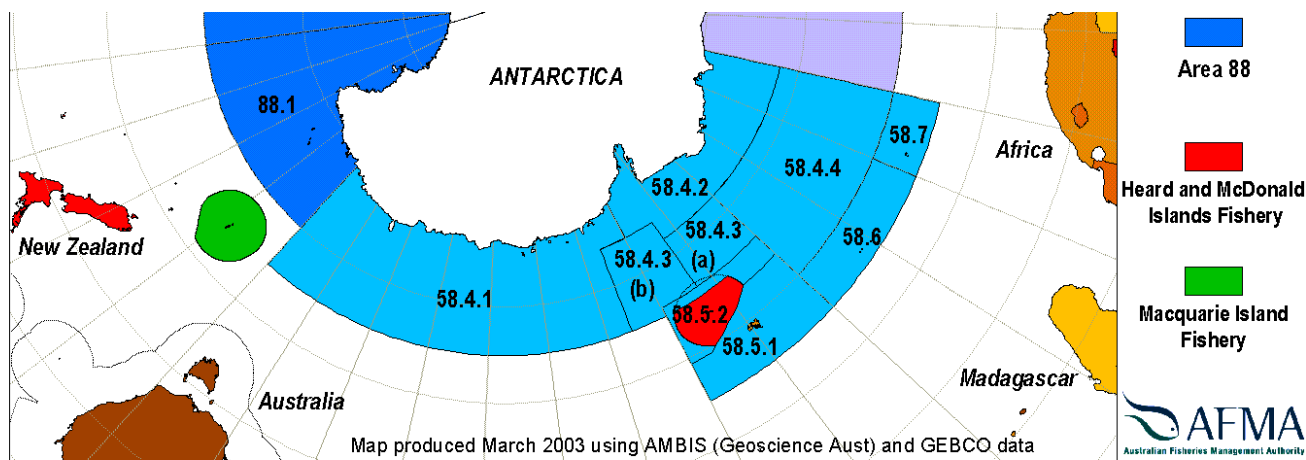 ANTARCTICA
88.1
Area 88
58.7
Africa
58.4.4
58.4.2
Heard and McDonald
Islands Fishery
New Zealand
58.4.3
(a)
58.6
58.4.3
(b)
58.4.1
58.5.2
Macquarie Island
Fishery
58.5.1
Madagascar
Australia
AFMA
Australian Fisheries Management Authority
Map produced March 2003 using AMBIS (Geoscience Aust) and GEBCO data